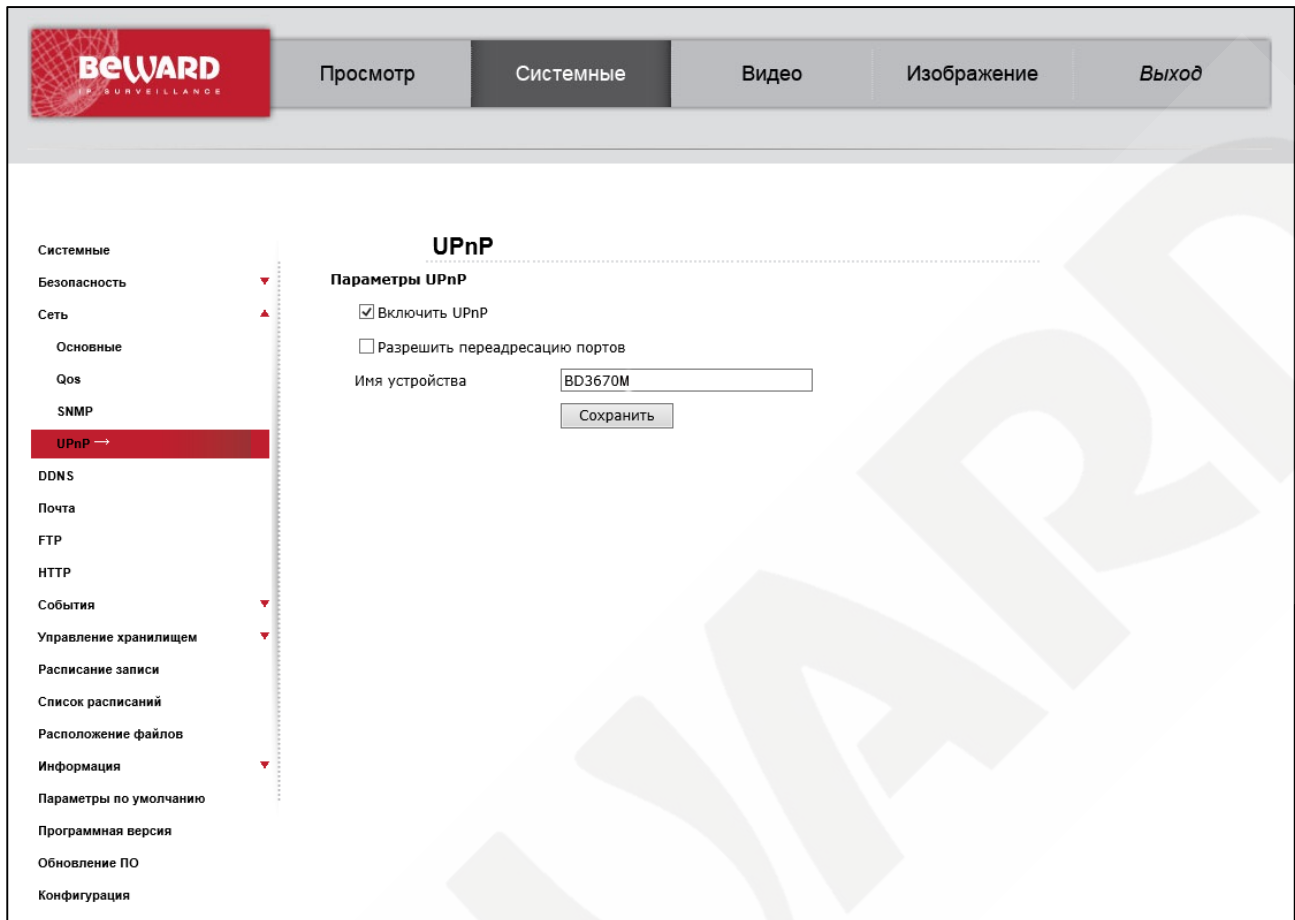 BEWARD
IP SURVEILLANCE
Просмотр
Системные
Видео
Изображение
Выход
Системные
Безопасность
Сеть
Основные
Qos
SNMP
UPnP →
DDNS
Почта
FTP
HTTP
События
Управление хранилищем
Расписание записи
Список расписаний
Расположение файлов
Информация
Параметры по умолчанию
Программная версия
Обновление ПО
Конфигурация
UPnP
Параметры UPnP
Включить UPnP
Разрешить переадресацию портов
Имя устройства BD3670M
Сохранить